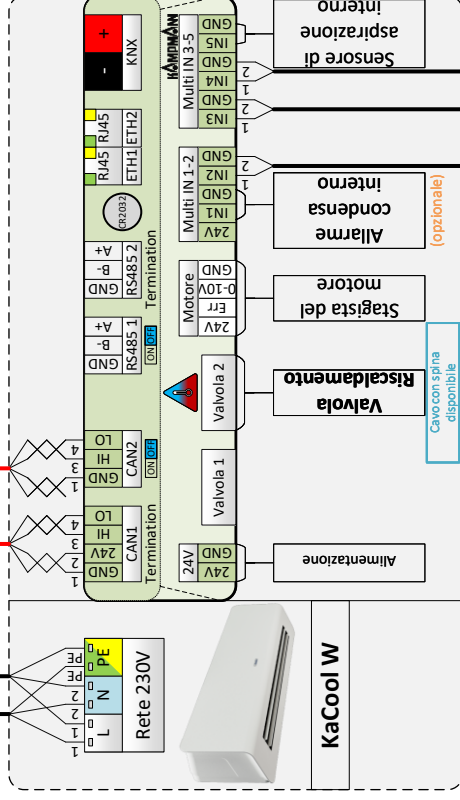 +
-
KNX
RJ45
ETH2
RJ45
ETH1
CR2032
A+
B-
GND
RS485 2
Termination
A+
B-
GND
RS485 1
ON OFF
LO
HI
GND
CAN2
ON OFF
4
3
1
LO
HI
24V
GND
CAN1
Termination
4
3
2
1
KAMPMANN
Multi IN 3-5
GND
IN5
GND
IN4
GND
IN3
2
1
2
1
Sensore di
aspirazione
interno
Multi IN 1-2
GND
IN2
GND
IN1
24V
2
1
Allarme
condensa
interno
(opzionale)
Motore
GND
0-10V
Err
24V
Stagista del
motore
Valvola 2
Valvola
Riscaldamento
Cavo con spina
disponibile
Valvola 1
24V
GND
24V
Alimentazione
PE
PE
2
2
1
1
PE
N
L
Rete 230V
KaCool W